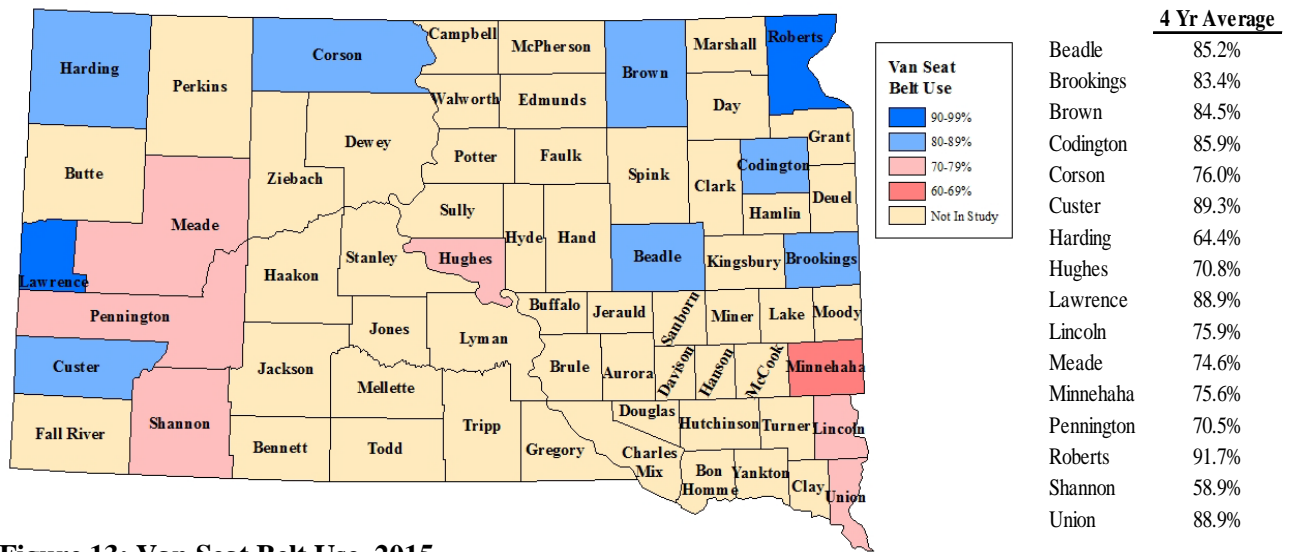 Campbell
McPherson
Marshall
Roberts
Harding
Corson
Perkins
Brown
Walworth
Edmunds
Day
Dewey
Grant
Butte
Ziebach
Potter
Faulk
Spink
Codington
Clark
Deuel
Meade
Sully
Hamlin
Hyde
Hand
Stanley
Hughes
Haakon
Beadle
Kingsbury
Brookings
Lawrence
Pennington
Buffalo
Jerauld
Sanborn
Miner
Lake
Moody
Jones
Lyman
Custer
Jackson
Brule
Aurora
Davison
Hanson
McCook
Minnehaha
Mellette
Shannon
Fall River
Tripp
Douglas
Hutchinson
Turner
Lincoln
Bennett
Todd
Gregory
Charles
Mix
Bon
Homme
Yankton
Clay
Union
Van Seat
Belt Use
90-99%
80-89%
70-79%
60-69%
Not In Study
4 Yr Average
Beadle 85.2%
Brookings 83.4%
Brown 84.5%
Codington 85.9%
Corson 76.0%
Custer 89.3%
Harding 64.4%
Hughes 70.8%
Lawrence 88.9%
Lincoln 75.9%
Meade 74.6%
Minnehaha 75.6%
Pennington 70.5%
Roberts 91.7%
Shannon 58.9%
Union 88.9%
Figure 13: Van Seat Belt Use, 2015